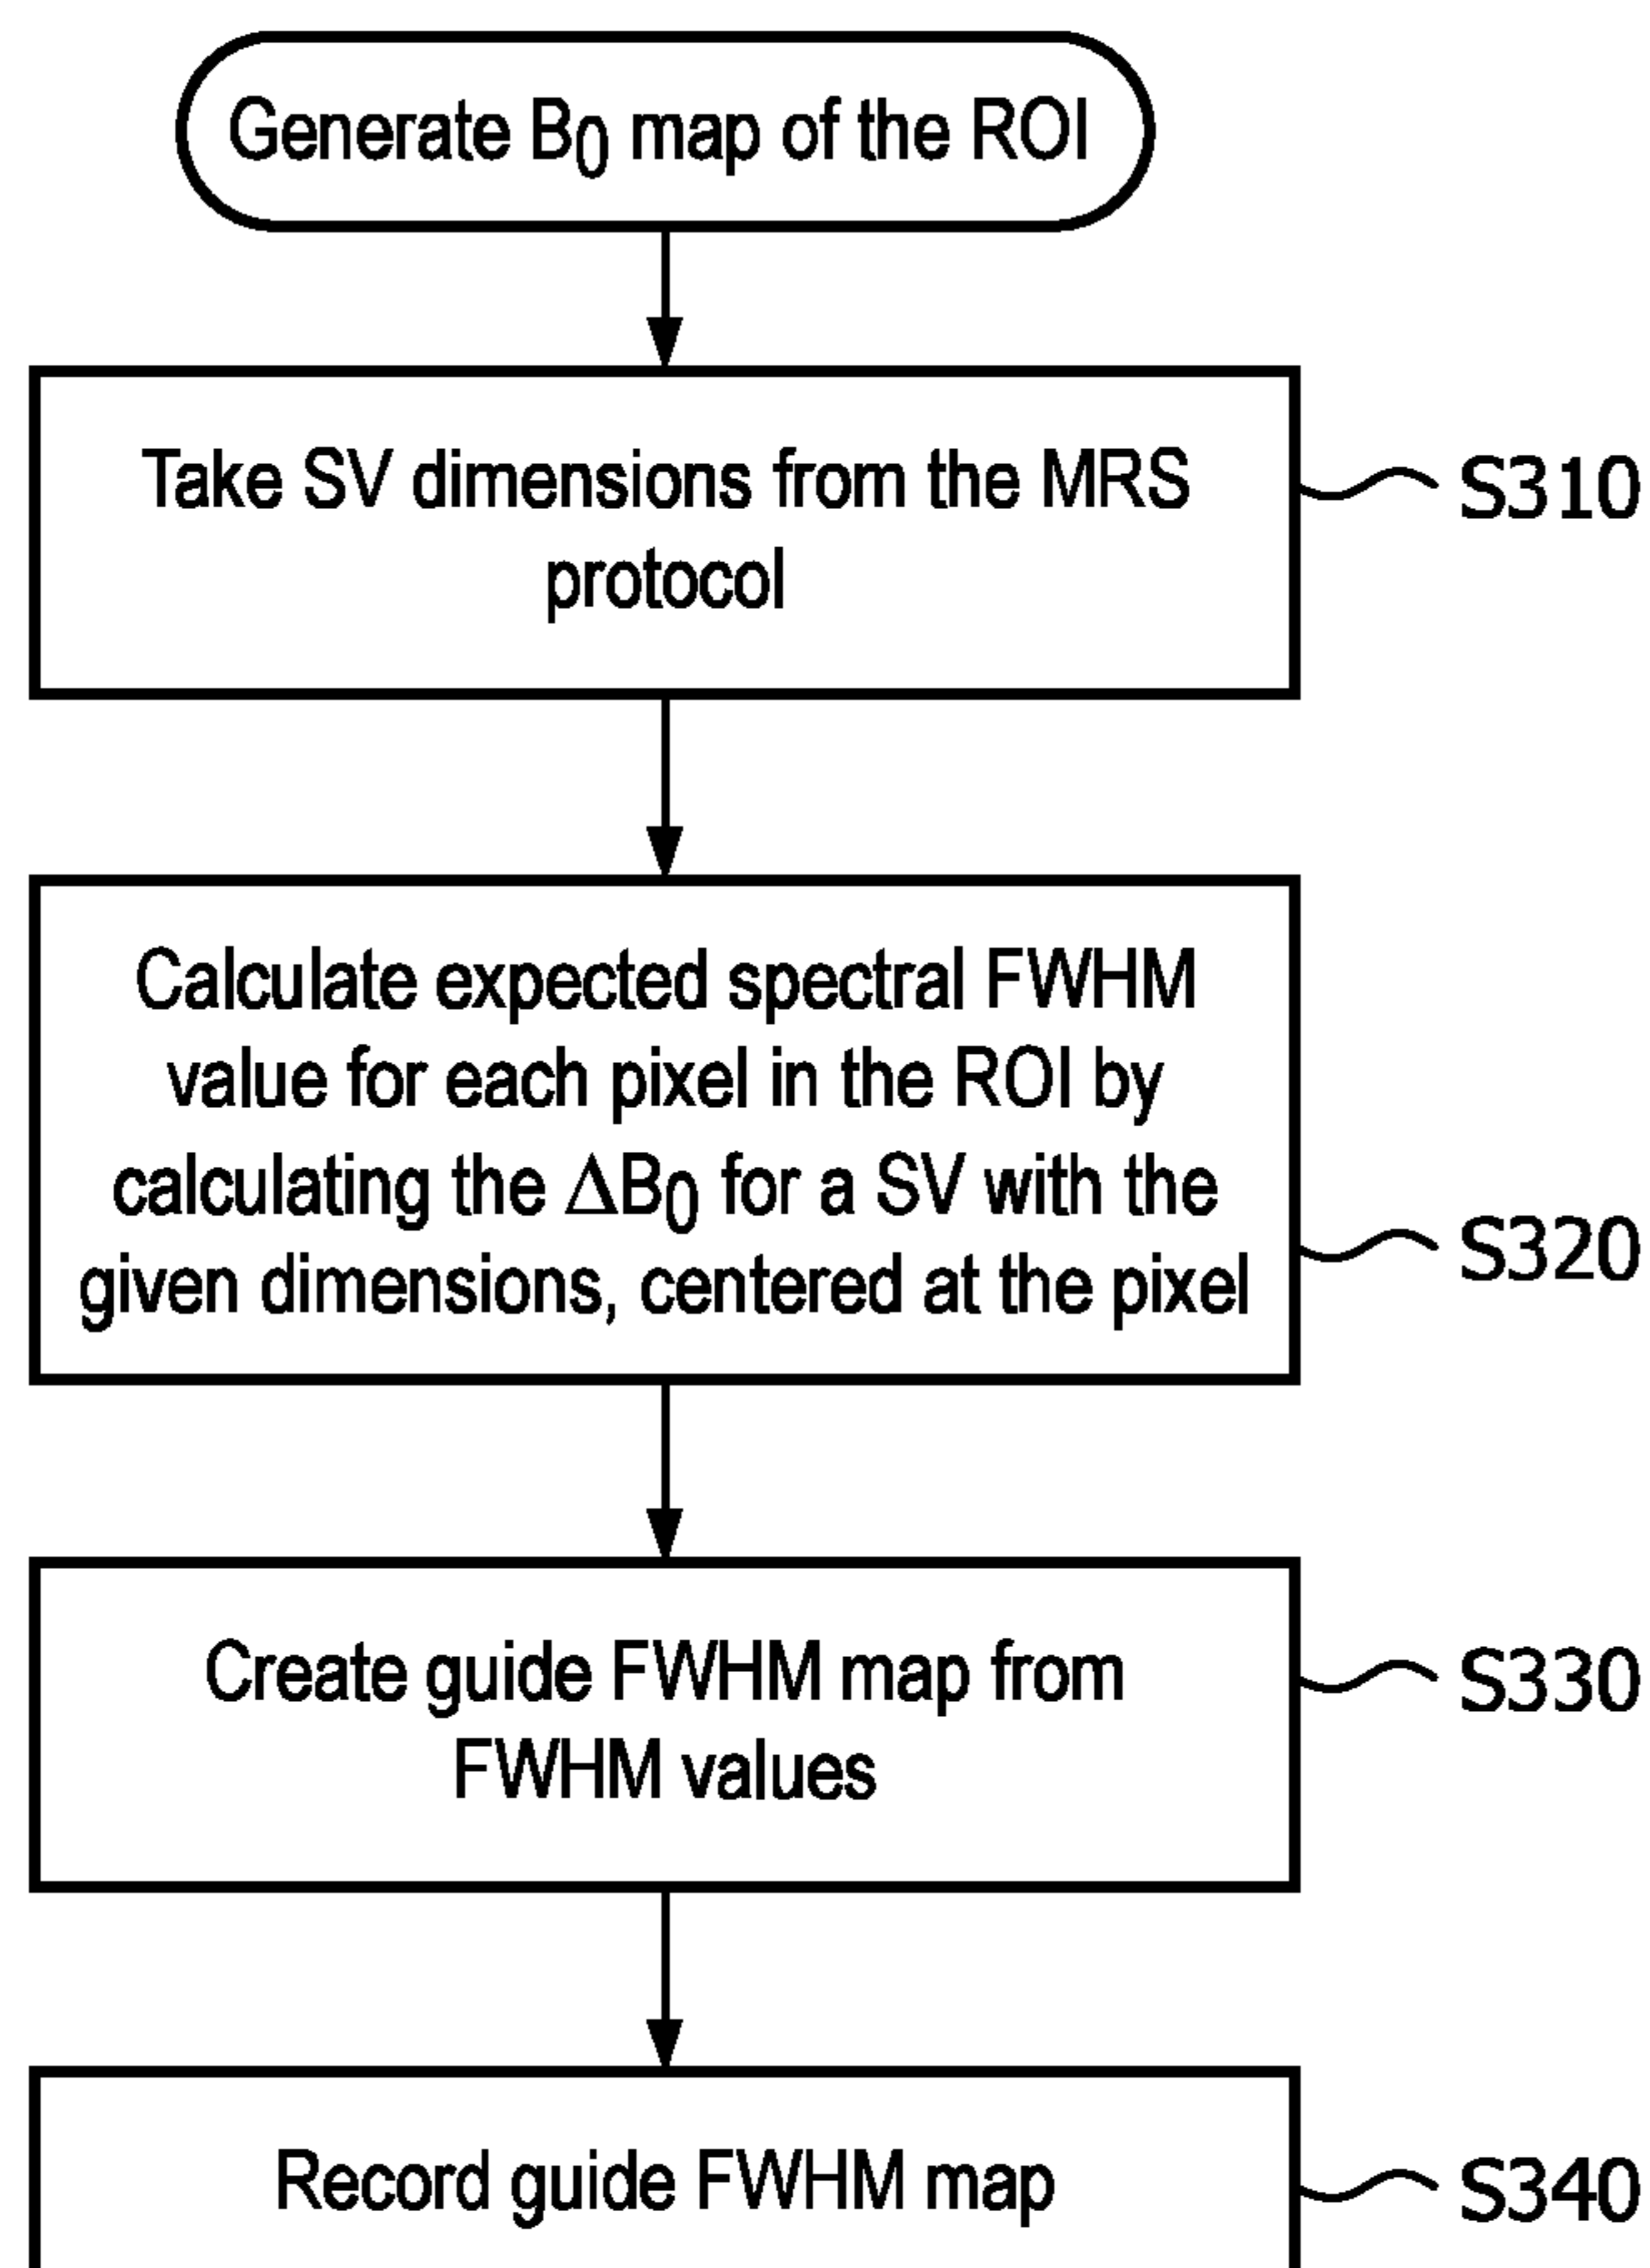 Generate B0 map of the ROI
Take SV dimensions from the MRS
protocol
S310
Calculate expected spectral FWHM
value for each pixel in the ROI by
calculating the ΔB0 for a SV with the
given dimensions, centered at the pixel
S320
Create guide FWHM map from
FWHM values
S330
Record guide FWHM map
S340